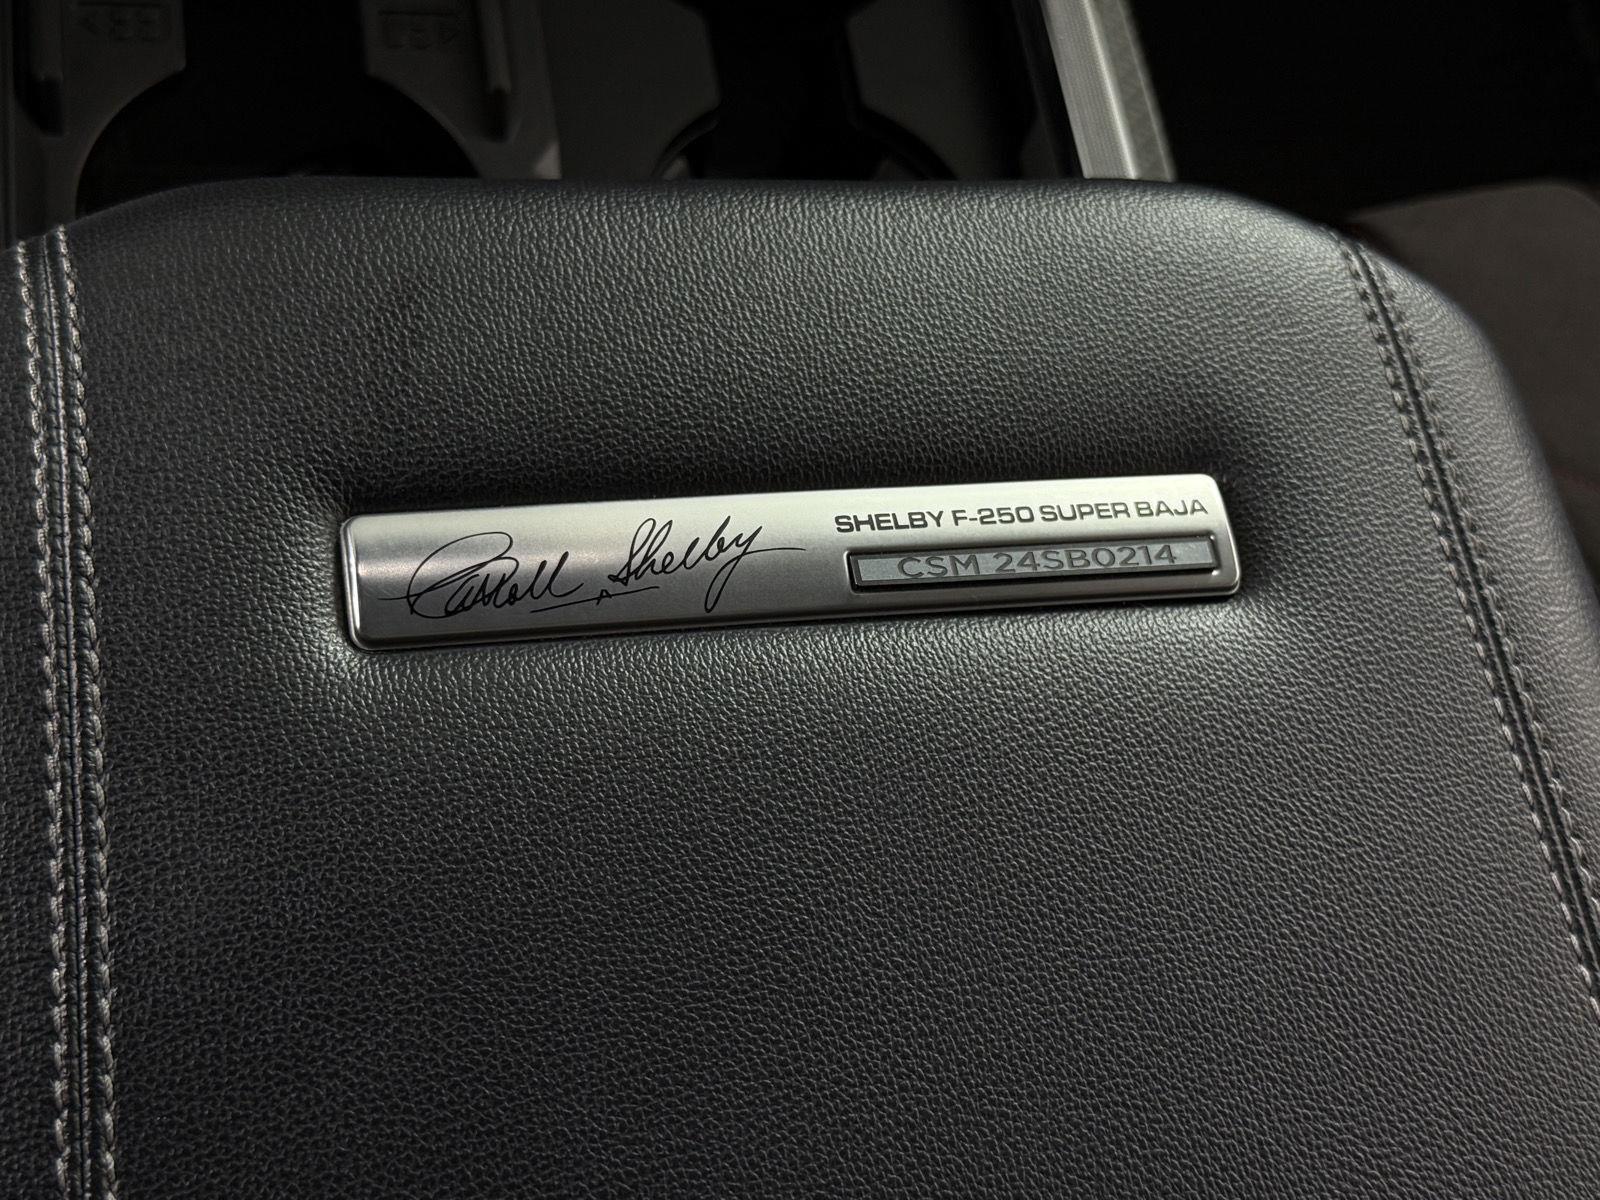 Carroll Shelby
SHELBY F-250 SUPER BAJA
CSM 24SB0214